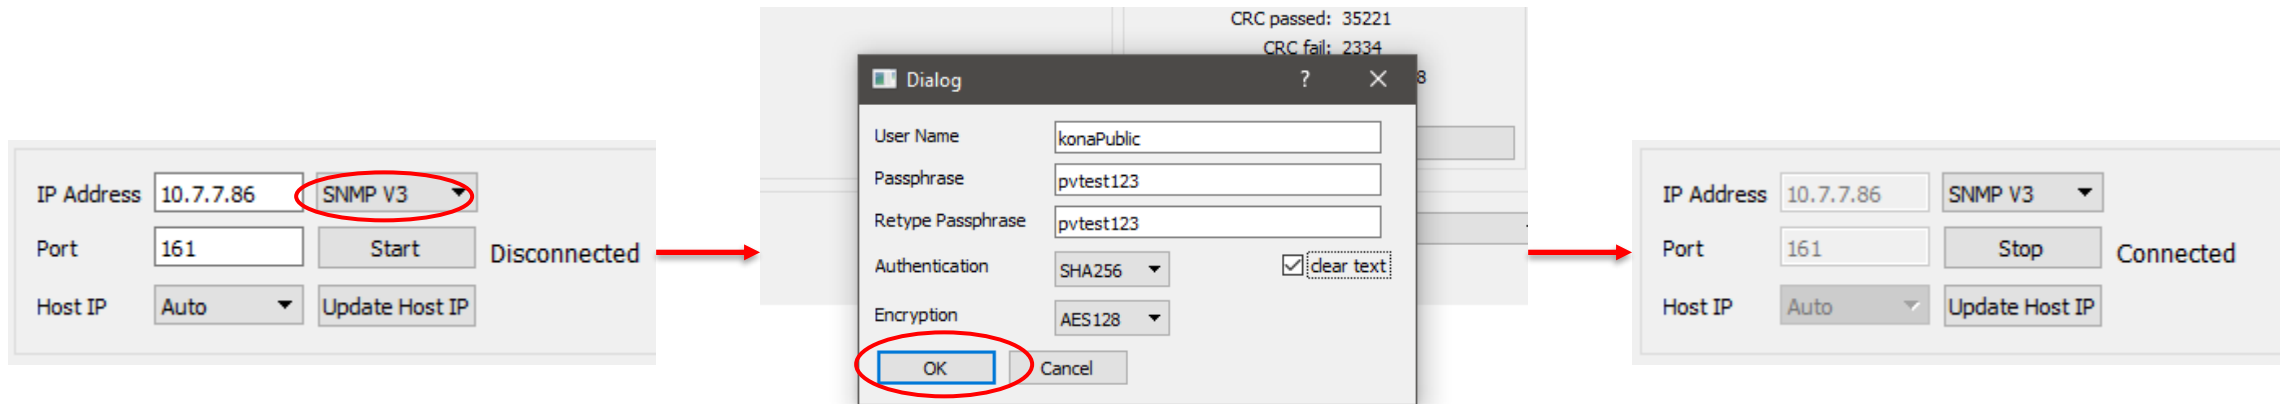 IP Address 10.7.7.86 SNMP V3
Port 161 Start Disconnected
Host IP Auto Update Host IP
CRC passed: 35221
CRC fail: 2334
8
Dialog ? X
User Name konaPublic
Passphrase pvtest123
Retype Passphrase pvtest123
Authentication SHA256 clear text
Encryption AES128
OK Cancel
IP Address 10.7.7.86 SNMP V3
Port 161 Stop Connected
Host IP Auto Update Host IP